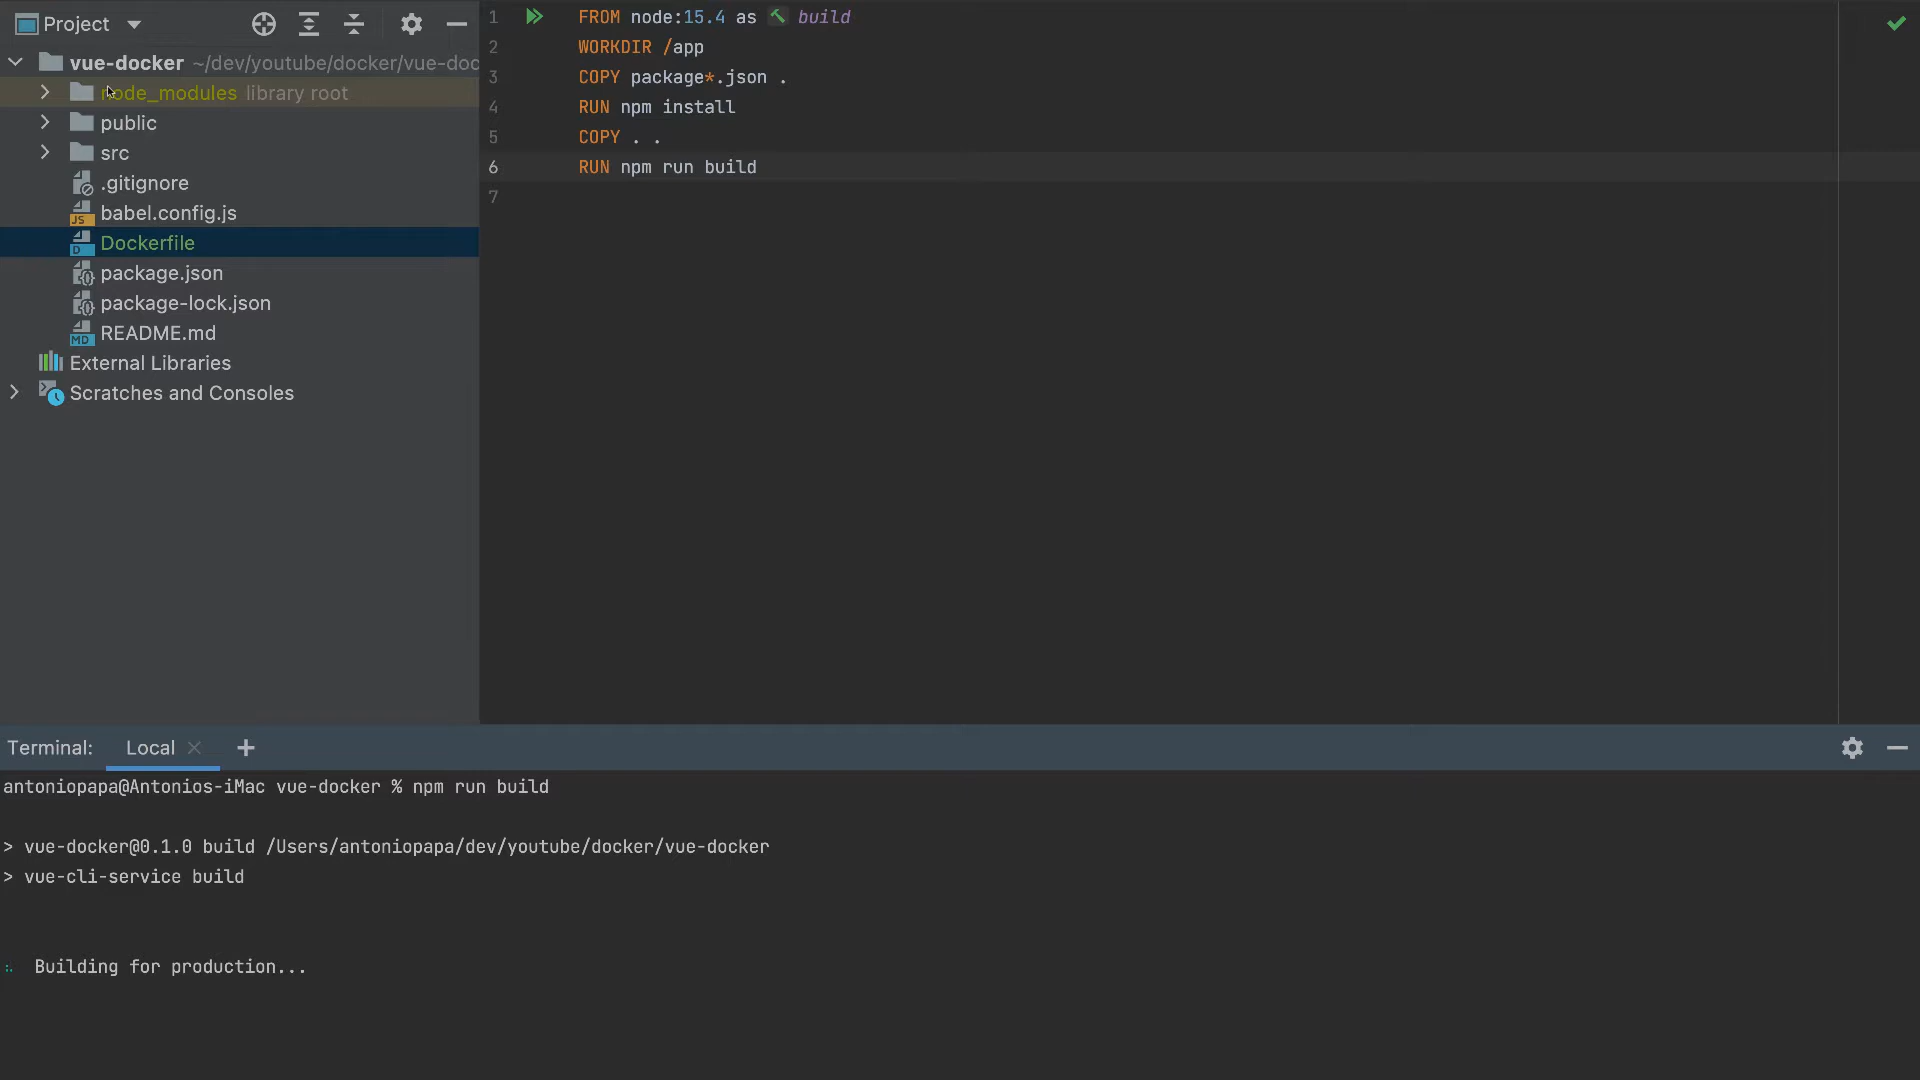 Project
vue-docker ~/dev/youtube/docker/vue-doc
node_modules library root
public
src
.gitignore
babel.config.js
Dockerfile
package.json
package-lock.json
README.md
External Libraries
Scratches and Consoles
1 FROM node:15.4 as build
2 WORKDIR /app
3 COPY package*.json .
4 RUN npm install
5 COPY . .
6 RUN npm run build
7
Terminal: Local
antoniopapa@Antonios-iMac vue-docker % npm run build
> vue-docker@0.1.0 build /Users/antoniopapa/dev/youtube/docker/vue-docker
> vue-cli-service build
Building for production...